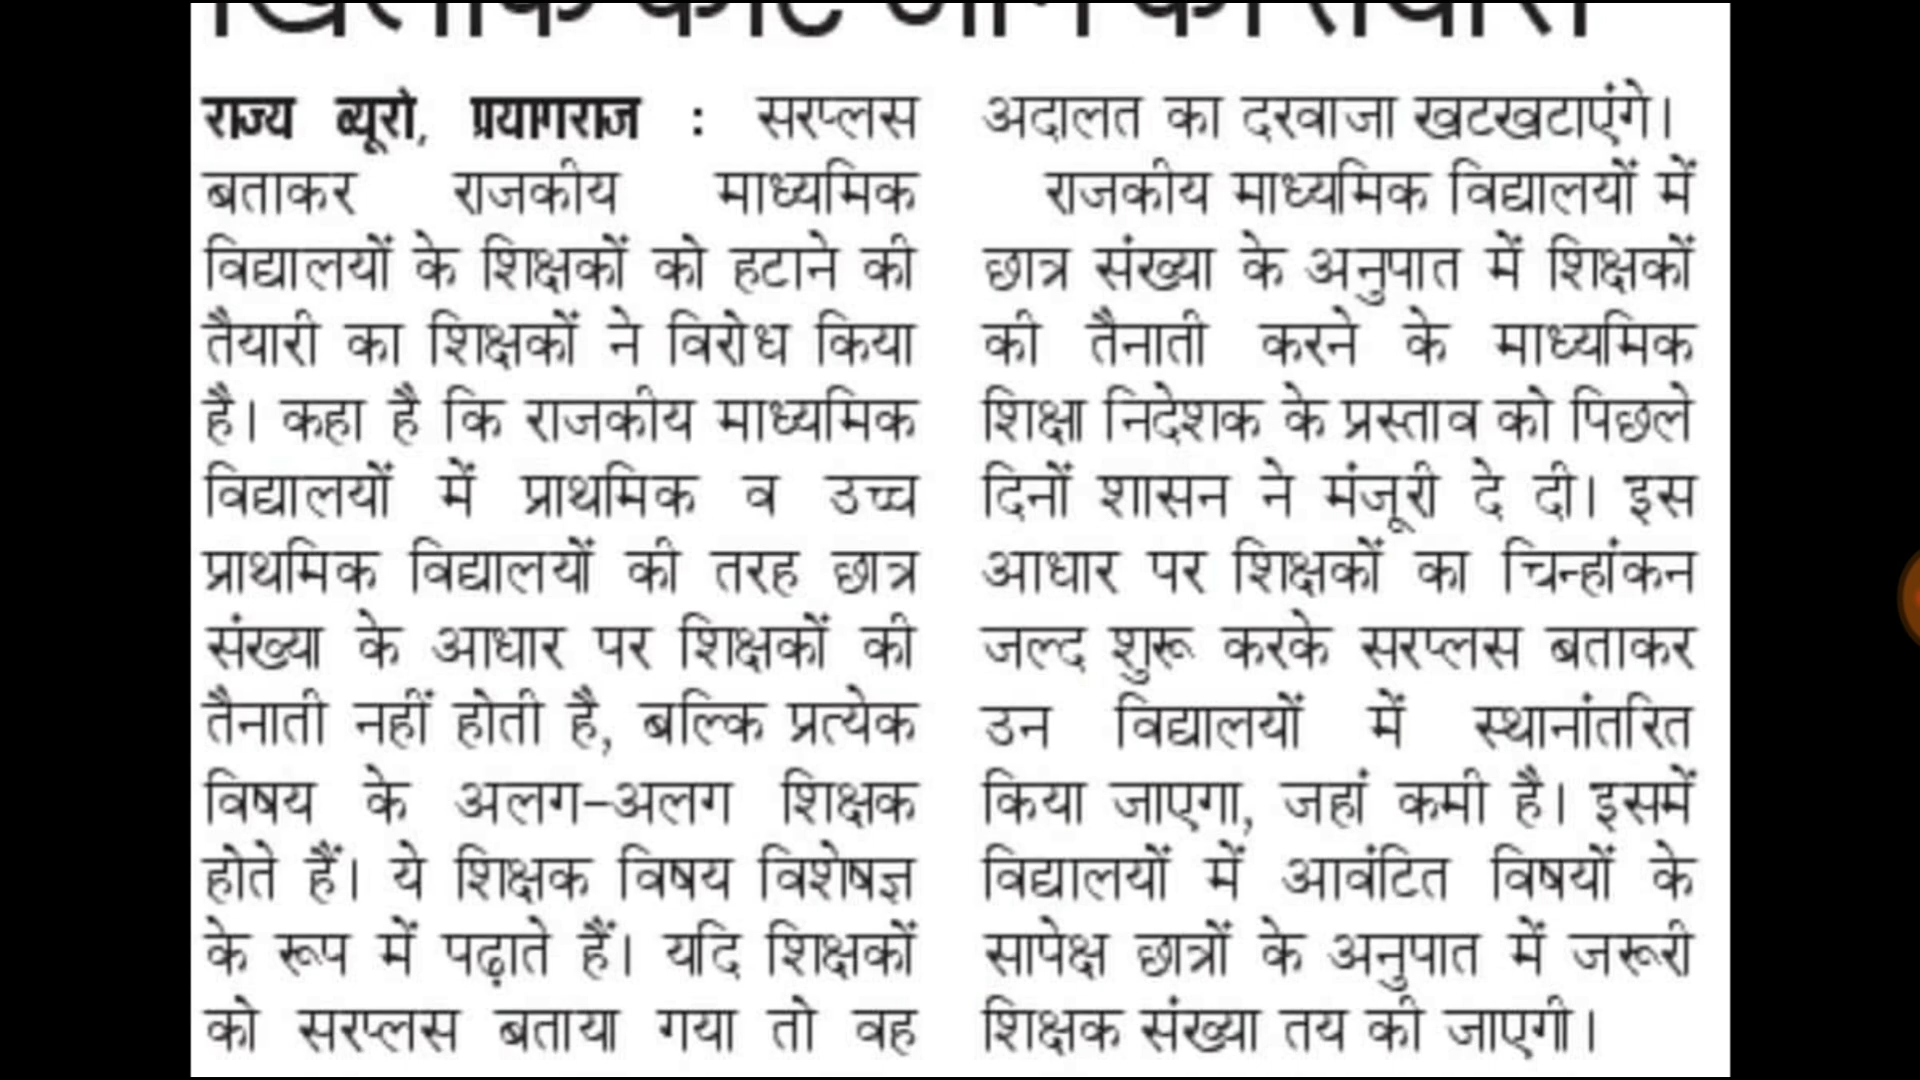 खिलाफ कोर्ट जाने की तैयारी
राज्य ब्यूरो, प्रयागराज : सरप्लस
बताकर राजकीय माध्यमिक
विद्यालयों के शिक्षकों को हटाने की
तैयारी का शिक्षकों ने विरोध किया
है। कहा है कि राजकीय माध्यमिक
विद्यालयों में प्राथमिक व उच्च
प्राथमिक विद्यालयों की तरह छात्र
संख्या के आधार पर शिक्षकों की
तैनाती नहीं होती है, बल्कि प्रत्येक
विषय के अलग-अलग शिक्षक
होते हैं। ये शिक्षक विषय विशेषज्ञ
के रूप में पढ़ाते हैं। यदि शिक्षकों
को सरप्लस बताया गया तो वह
अदालत का दरवाजा खटखटाएंगे।
राजकीय माध्यमिक विद्यालयों में
छात्र संख्या के अनुपात में शिक्षकों
की तैनाती करने के माध्यमिक
शिक्षा निदेशक के प्रस्ताव को पिछले
दिनों शासन ने मंजूरी दे दी। इस
आधार पर शिक्षकों का चिन्हांकन
जल्द शुरू करके सरप्लस बताकर
उन विद्यालयों में स्थानांतरित
किया जाएगा, जहां कमी है। इसमें
विद्यालयों में आवंटित विषयों के
सापेक्ष छात्रों के अनुपात में जरूरी
शिक्षक संख्या तय की जाएगी।